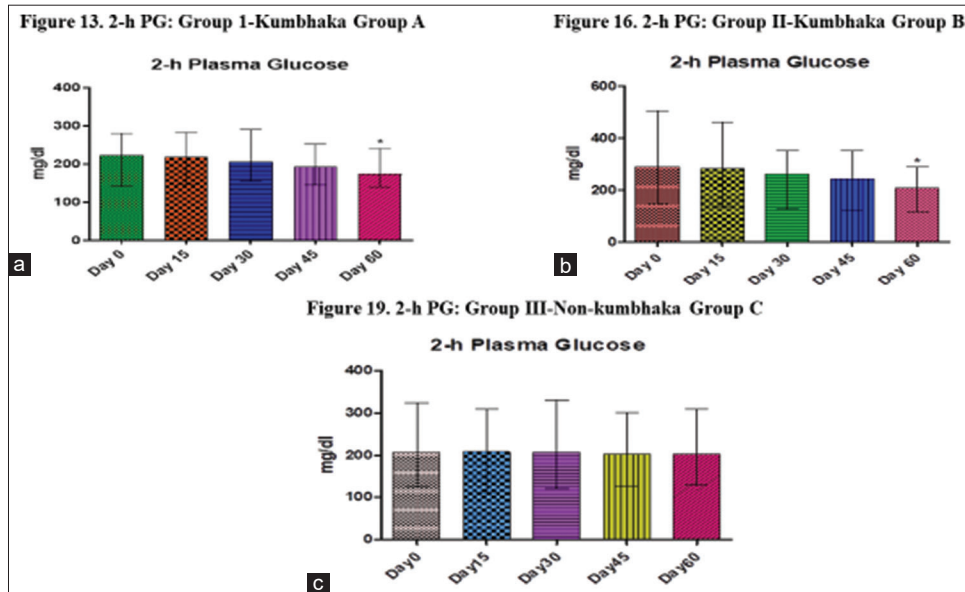 Figure 13. 2-h PG: Group 1-Kumbhaka Group A
2-h Plasma Glucose
400
300
200
100
0
mg/dl
*
Day 0
Day 15
Day 30
Day 45
Day 60
a
Figure 16. 2-h PG: Group II-Kumbhaka Group B
2-h Plasma Glucose
600
400
200
0
mg/dl
*
Day 0
Day 15
Day 30
Day 45
Day 60
b
Figure 19. 2-h PG: Group III-Non-kumbhaka Group C
2-h Plasma Glucose
400
300
200
100
0
mg/dl
Day0
Day15
Day30
Day45
Day60
c